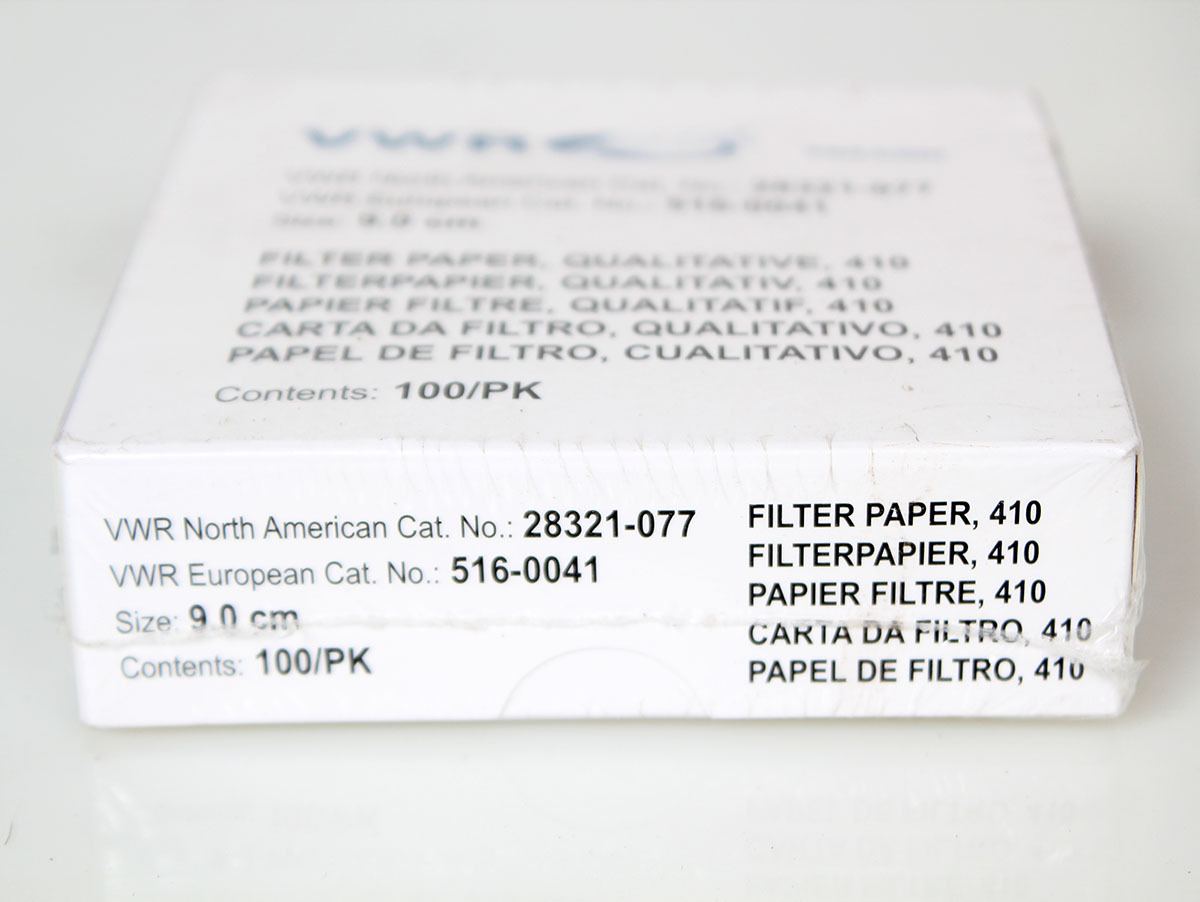 VWR
VWR North American Cat. No.: 28321-077
VWR European Cat. No.: 516-0041
Size: 9.0 cm
FILTER PAPER, QUALITATIVE, 410
FILTERPAPIER, QUALITATIV, 410
PAPIER FILTRE, QUALITATIF, 410
CARTA DA FILTRO, QUALITATIVO, 410
PAPEL DE FILTRO, CUALITATIVO, 410
Contents: 100/PK
VWR North American Cat. No.: 28321-077
VWR European Cat. No.: 516-0041
Size: 9.0 cm
Contents: 100/PK
FILTER PAPER, 410
FILTERPAPIER, 410
PAPIER FILTRE, 410
CARTA DA FILTRO, 410
PAPEL DE FILTRO, 410